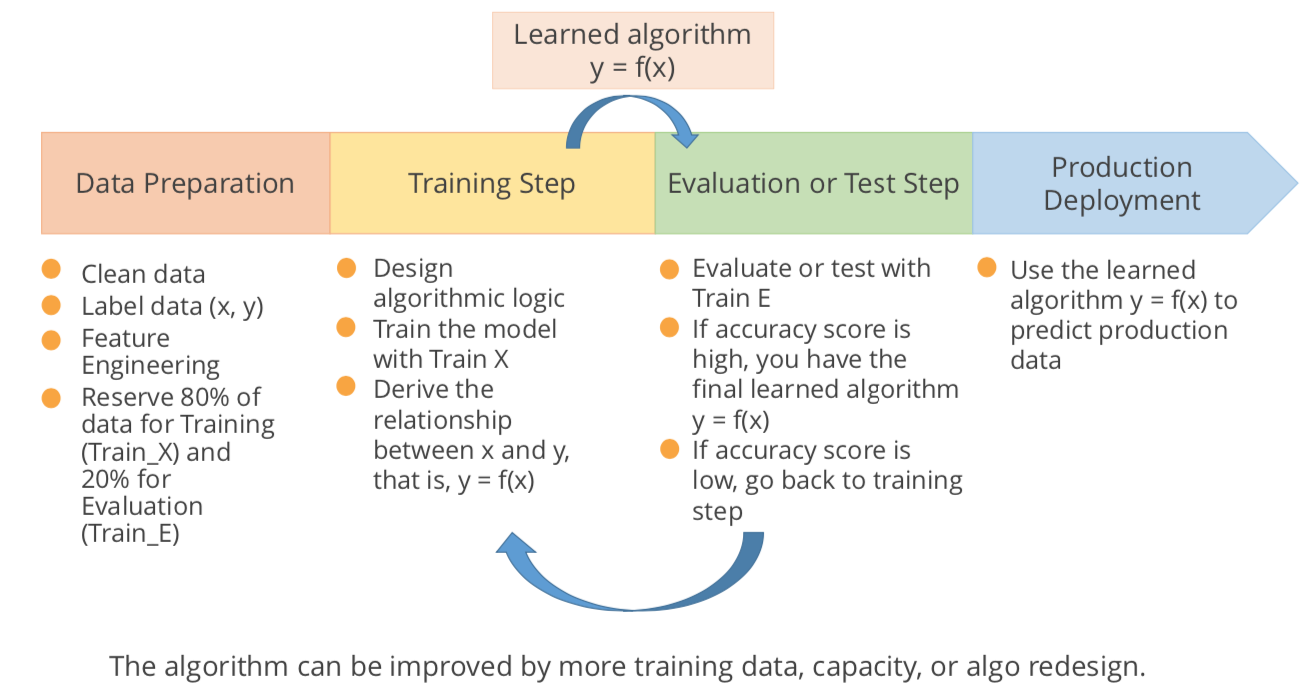 Learned algorithm
y = f(x)
Data Preparation
Training Step
Evaluation or Test Step
Production
Deployment
Clean data
Label data (x, y)
Feature
Engineering
Reserve 80% of
data for Training
(Train_X) and
20% for
Evaluation
(Train_E)
Design
algorithmic logic
Train the model
with Train X
Derive the
relationship
between x and y,
that is, y = f(x)
Evaluate or test with
Train E
If accuracy score is
high, you have the
final learned algorithm
y = f(x)
If accuracy score is
low, go back to training
step
Use the learned
algorithm y = f(x) to
predict production
data
The algorithm can be improved by more training data, capacity, or algo redesign.